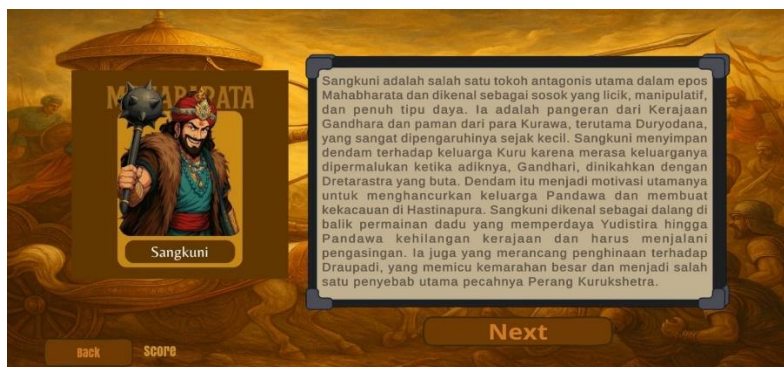 MAHABARATA
Sangkuni
Sangkuni adalah salah satu tokoh antagonis utama dalam epos
Mahabharata dan dikenal sebagai sosok yang licik, manipulatif,
dan penuh tipu daya. Ia adalah pangeran dari Kerajaan
Gandhara dan paman dari para Kurawa, terutama Duryodana,
yang sangat dipengaruhinya sejak kecil. Sangkuni menyimpan
dendam terhadap keluarga Kuru karena merasa keluarganya
dipermalukan ketika adiknya, Gandhari, dinikahkan dengan
Dretarastra yang buta. Dendam itu menjadi motivasi utamanya
untuk menghancurkan keluarga Pandawa dan membuat
kekacauan di Hastinapura. Sangkuni dikenal sebagai dalang di
balik permainan dadu yang memperdaya Yudistira hingga
Pandawa kehilangan kerajaan dan harus menjalani
pengasingan. Ia juga yang merancang penghinaan terhadap
Draupadi, yang memicu kemarahan besar dan menjadi salah
satu penyebab utama pecahnya Perang Kurukshetra.
Next
Back
Score